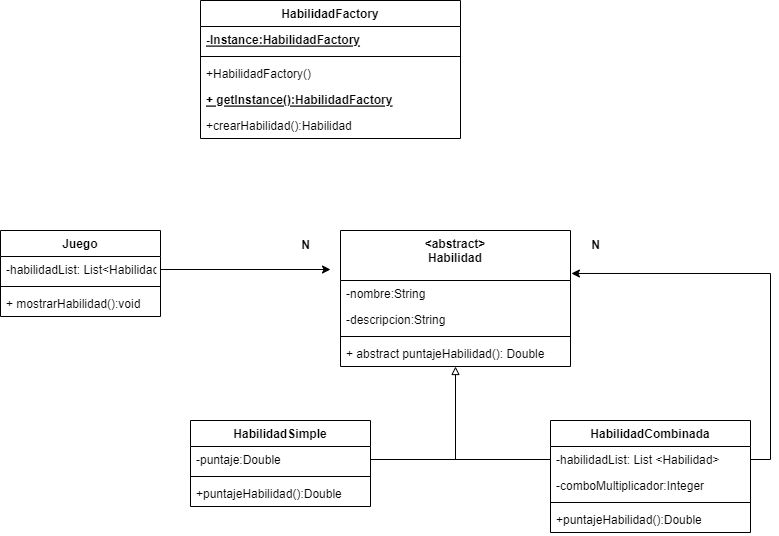 HabilidadFactory
-Instance:HabilidadFactory
+HabilidadFactory()
+ getInstance():HabilidadFactory
+crearHabilidad():Habilidad
Juego
-habilidadList: List<Habilidad
+ mostrarHabilidad():void
N
<abstract>
Habilidad
-nombre:String
-descripcion:String
+ abstract puntajeHabilidad(): Double
N
HabilidadSimple
-puntaje:Double
+puntajeHabilidad():Double
HabilidadCombinada
-habilidadList: List <Habilidad>
-comboMultiplicador:Integer
+puntajeHabilidad():Double